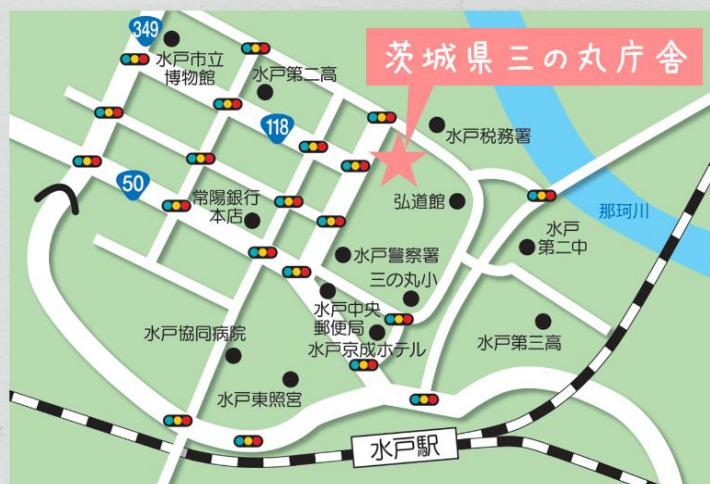 349
水戸市立
博物館
水戸第二高
茨城県三の丸庁舎
118
水戸税務署
50
常陽銀行
本店
弘道館
那珂川
水戸
第二中
水戸警察署
三の丸小
水戸中央
郵便局
水戸京成ホテル
水戸協同病院
水戸第三高
水戸東照宮
水戸駅